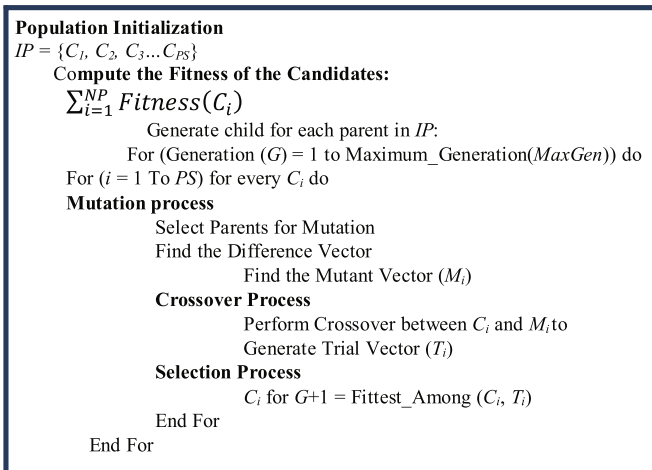 Population Initialization
IP = {C1, C2, C3…CPS}
Compute the Fitness of the Candidates:
∑_{i=1}^{NP} Fitness(C_i)
Generate child for each parent in IP:
For (Generation (G) = 1 to Maximum_Generation(MaxGen)) do
For (i = 1 To PS) for every Ci do
Mutation process
Select Parents for Mutation
Find the Difference Vector
Find the Mutant Vector (Mi)
Crossover Process
Perform Crossover between Ci and Mi to
Generate Trial Vector (Ti)
Selection Process
Ci for G+1 = Fittest_Among (Ci, Ti)
End For
End For